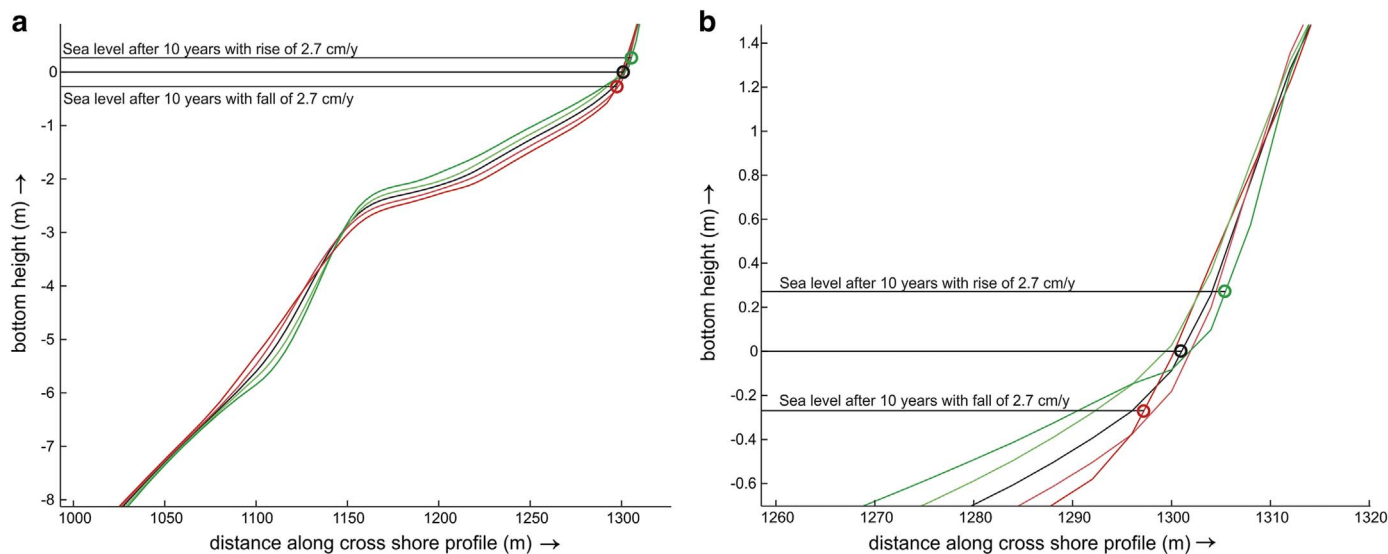 a
Sea level after 10 years with rise of 2.7 cm/y
Sea level after 10 years with fall of 2.7 cm/y
0
-1
-2
-3
-4
-5
-6
-7
-8
bottom height (m) →
1000 1050 1100 1150 1200 1250 1300
distance along cross shore profile (m) →
b
1.4
1.2
1
0.8
0.6
0.4
0.2
0
-0.2
-0.4
-0.6
bottom height (m) →
Sea level after 10 years with rise of 2.7 cm/y
Sea level after 10 years with fall of 2.7 cm/y
1260 1270 1280 1290 1300 1310 1320
distance along cross shore profile (m) →